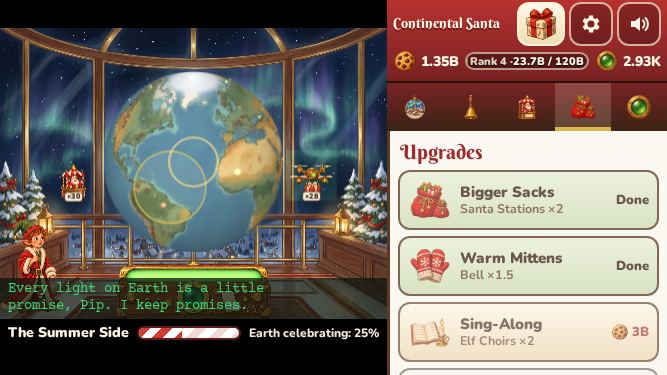 Continental Santa
1.35B
Rank 4 · 23.7B / 120B
2.93K
×30
×28
Every light on Earth is a little
promise, Pip. I keep promises.
The Summer Side
Earth celebrating: 25%
Upgrades
Bigger Sacks
Santa Stations ×2
Done
Warm Mittens
Bell ×1.5
Done
Sing-Along
Elf Choirs ×2
3B